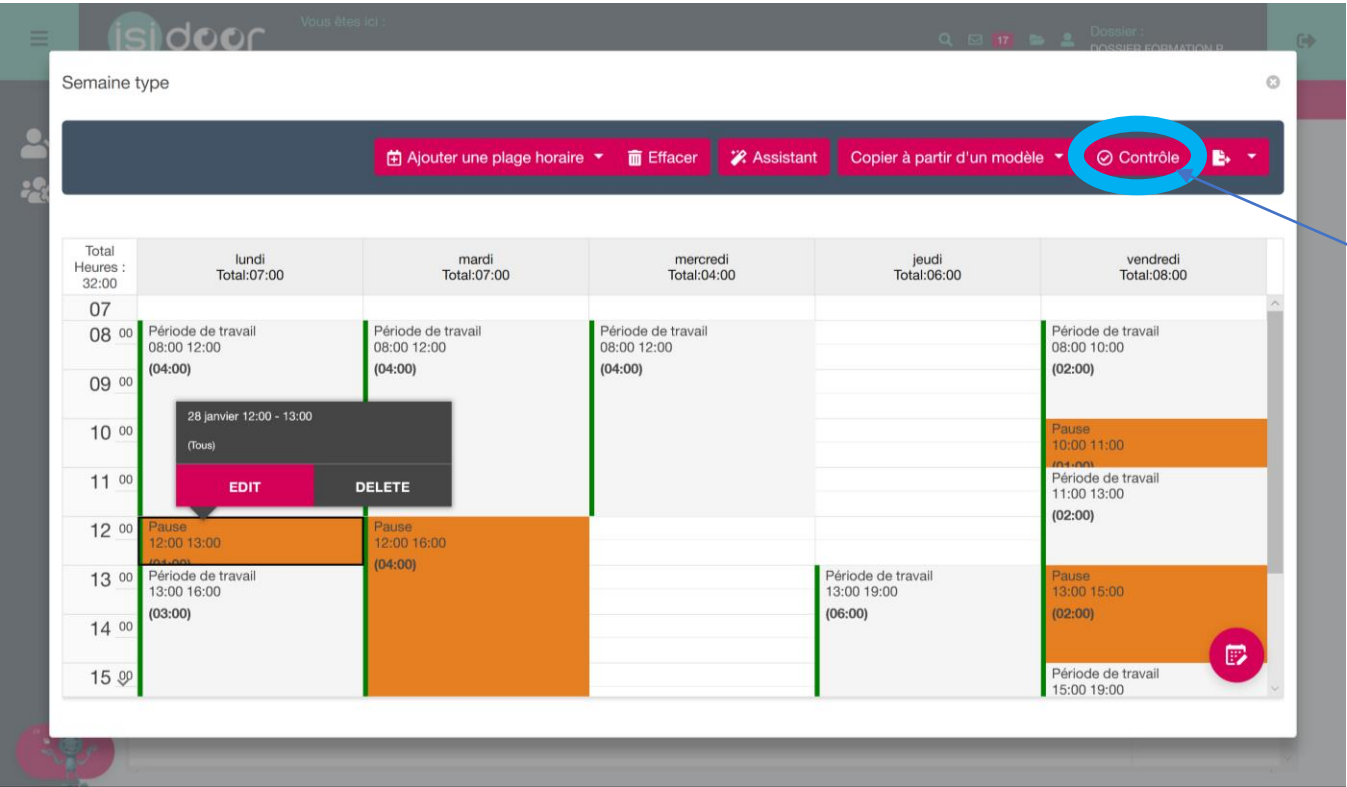 isidoor
Vous êtes ici :
17
Dossier :
DOSSIER FORMATION P
Semaine type
Ajouter une plage horaire
Effacer
Assistant
Copier à partir d'un modèle
Contrôle
Total
Heures :
32:00
lundi
Total:07:00
mardi
Total:07:00
mercredi
Total:04:00
jeudi
Total:06:00
vendredi
Total:08:00
07
08 00
09 00
10 00
11 00
12 00
13 00
14 00
15 00
Période de travail
08:00 12:00
(04:00)
28 janvier 12:00 - 13:00
(Tous)
EDIT
DELETE
Pause
12:00 13:00
(01:00)
Période de travail
13:00 16:00
(03:00)
Période de travail
08:00 12:00
(04:00)
Pause
12:00 16:00
(04:00)
Période de travail
08:00 12:00
(04:00)
Période de travail
13:00 19:00
(06:00)
Période de travail
08:00 10:00
(02:00)
Pause
10:00 11:00
(01:00)
Période de travail
11:00 13:00
(02:00)
Pause
13:00 15:00
(02:00)
Période de travail
15:00 19:00